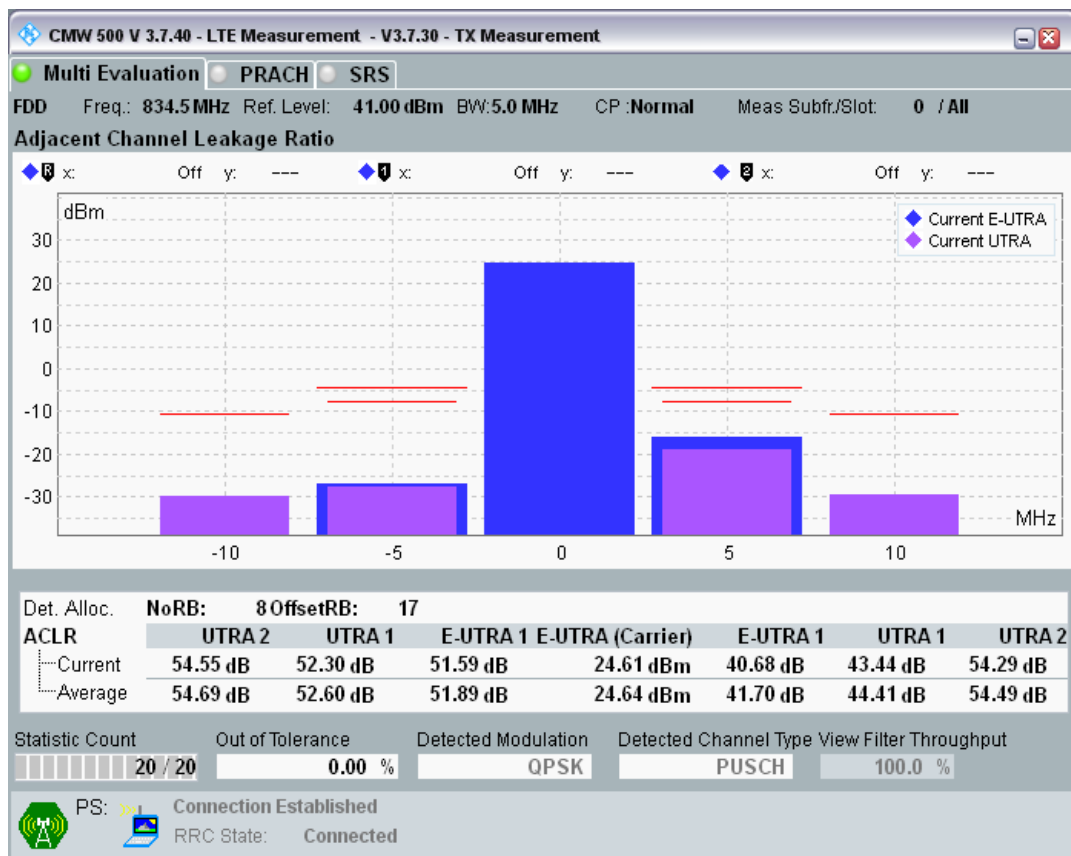 CMW 500 V 3.7.40 - LTE Measurement - V3.7.30 - TX Measurement
Multi Evaluation PRACH SRS
FDD Freq.: 834.5 MHz Ref. Level: 41.00 dBm BW:5.0 MHz CP :Normal Meas Subfr./Slot: 0 / All
Adjacent Channel Leakage Ratio
R x: Off y: --- 1 x: Off y: --- 2 x: Off y: ---
dBm
Current E-UTRA
Current UTRA
30
20
10
0
-10
-20
-30
MHz
-10 -5 0 5 10
Det. Alloc. NoRB: 8 OffsetRB: 17
ACLR UTRA 2 UTRA 1 E-UTRA 1 E-UTRA (Carrier) E-UTRA 1 UTRA 1 UTRA 2
Current 54.55 dB 52.30 dB 51.59 dB 24.61 dBm 40.68 dB 43.44 dB 54.29 dB
Average 54.69 dB 52.60 dB 51.89 dB 24.64 dBm 41.70 dB 44.41 dB 54.49 dB
Statistic Count Out of Tolerance Detected Modulation Detected Channel Type View Filter Throughput
20 / 20 0.00 % QPSK PUSCH 100.0 %
PS: Connection Established
RRC State: Connected